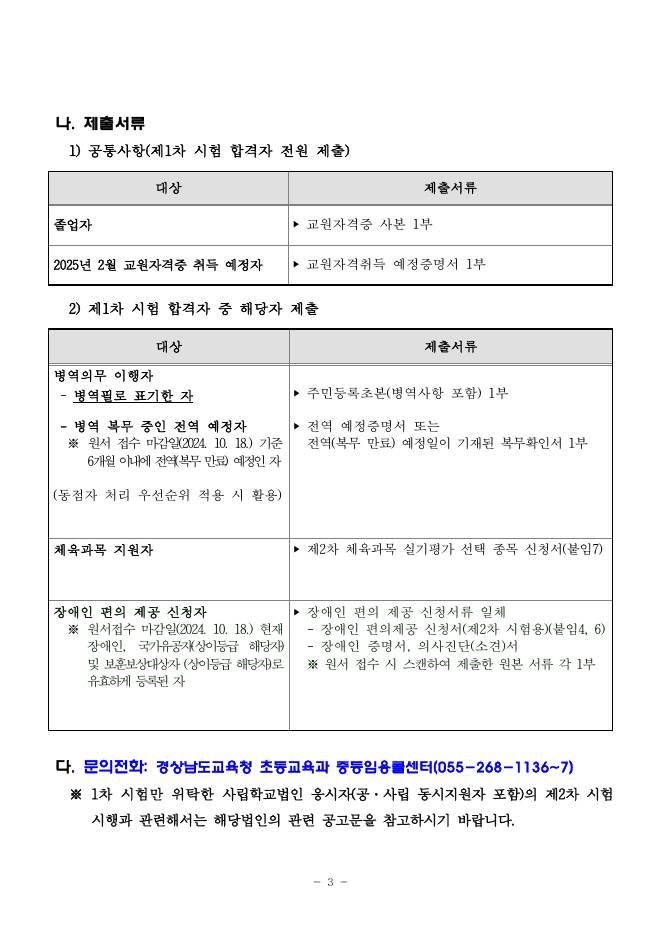 나. 제출서류
1) 공통사항(제1차 시험 합격자 전원 제출)
대상 제출서류
졸업자 ▶ 교원자격증 사본 1부
2025년 2월 교원자격증 취득 예정자 ▶ 교원자격취득 예정증명서 1부
2) 제1차 시험 합격자 중 해당자 제출
대상 제출서류
병역의무 이행자
- 병역필로 표기한 자
- 병역 복무 중인 전역 예정자
※ 원서 접수 마감일(2024. 10. 18.) 기준
6개월 이내에 전역(복무 만료) 예정인 자
(동점자 처리 우선순위 적용 시 활용)
▶ 주민등록초본(병역사항 포함) 1부
▶ 전역 예정증명서 또는
전역(복무 만료) 예정일이 기재된 복무확인서 1부
체육과목 지원자 ▶ 제2차 체육과목 실기평가 선택 종목 신청서(붙임7)
장애인 편의 제공 신청자
※ 원서접수 마감일(2024. 10. 18.) 현재
장애인, 국가유공자(상이등급 해당자)
및 보훈보상대상자 (상이등급 해당자)로
유효하게 등록된 자
▶ 장애인 편의 제공 신청서류 일체
- 장애인 편의제공 신청서(제2차 시험용)(붙임4, 6)
- 장애인 증명서, 의사진단(소견)서
※ 원서 접수 시 스캔하여 제출한 원본 서류 각 1부
다. 문의전화: 경상남도교육청 초등교육과 중등임용콜센터(055-268-1136~7)
※ 1차 시험만 위탁한 사립학교법인 응시자(공·사립 동시지원자 포함)의 제2차 시험
시행과 관련해서는 해당법인의 관련 공고문을 참고하시기 바랍니다.
- 3 -